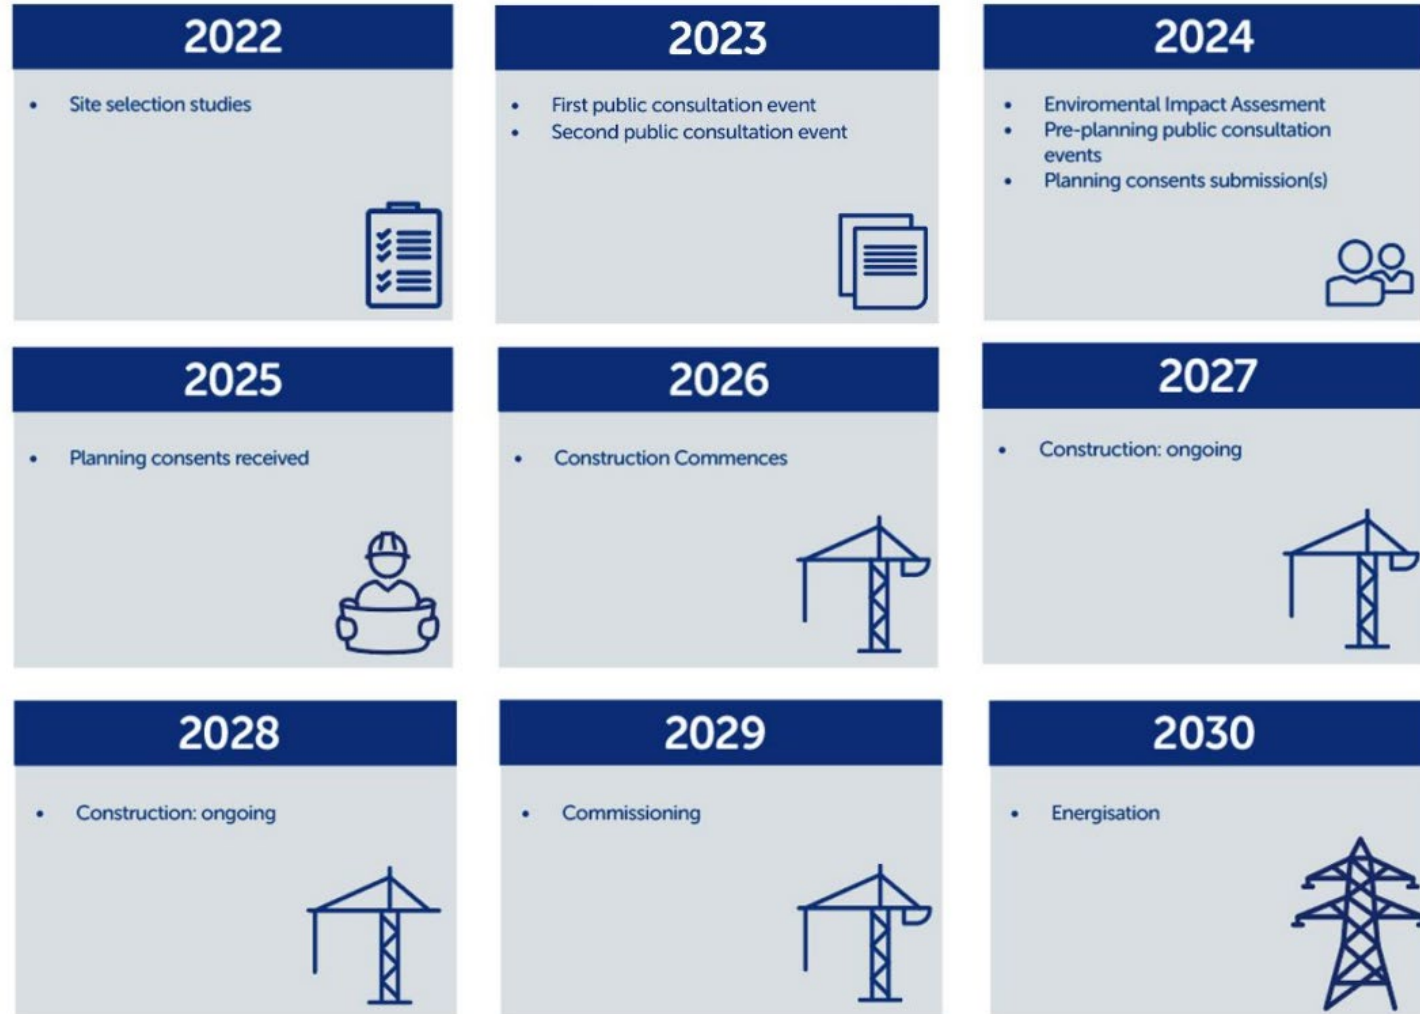 2022
• Site selection studies
2023
• First public consultation event
• Second public consultation event
2024
• Enviromental Impact Assesment
• Pre-planning public consultation
events
• Planning consents submission(s)
2025
• Planning consents received
2026
• Construction Commences
2027
• Construction: ongoing
2028
• Construction: ongoing
2029
• Commissioning
2030
• Energisation